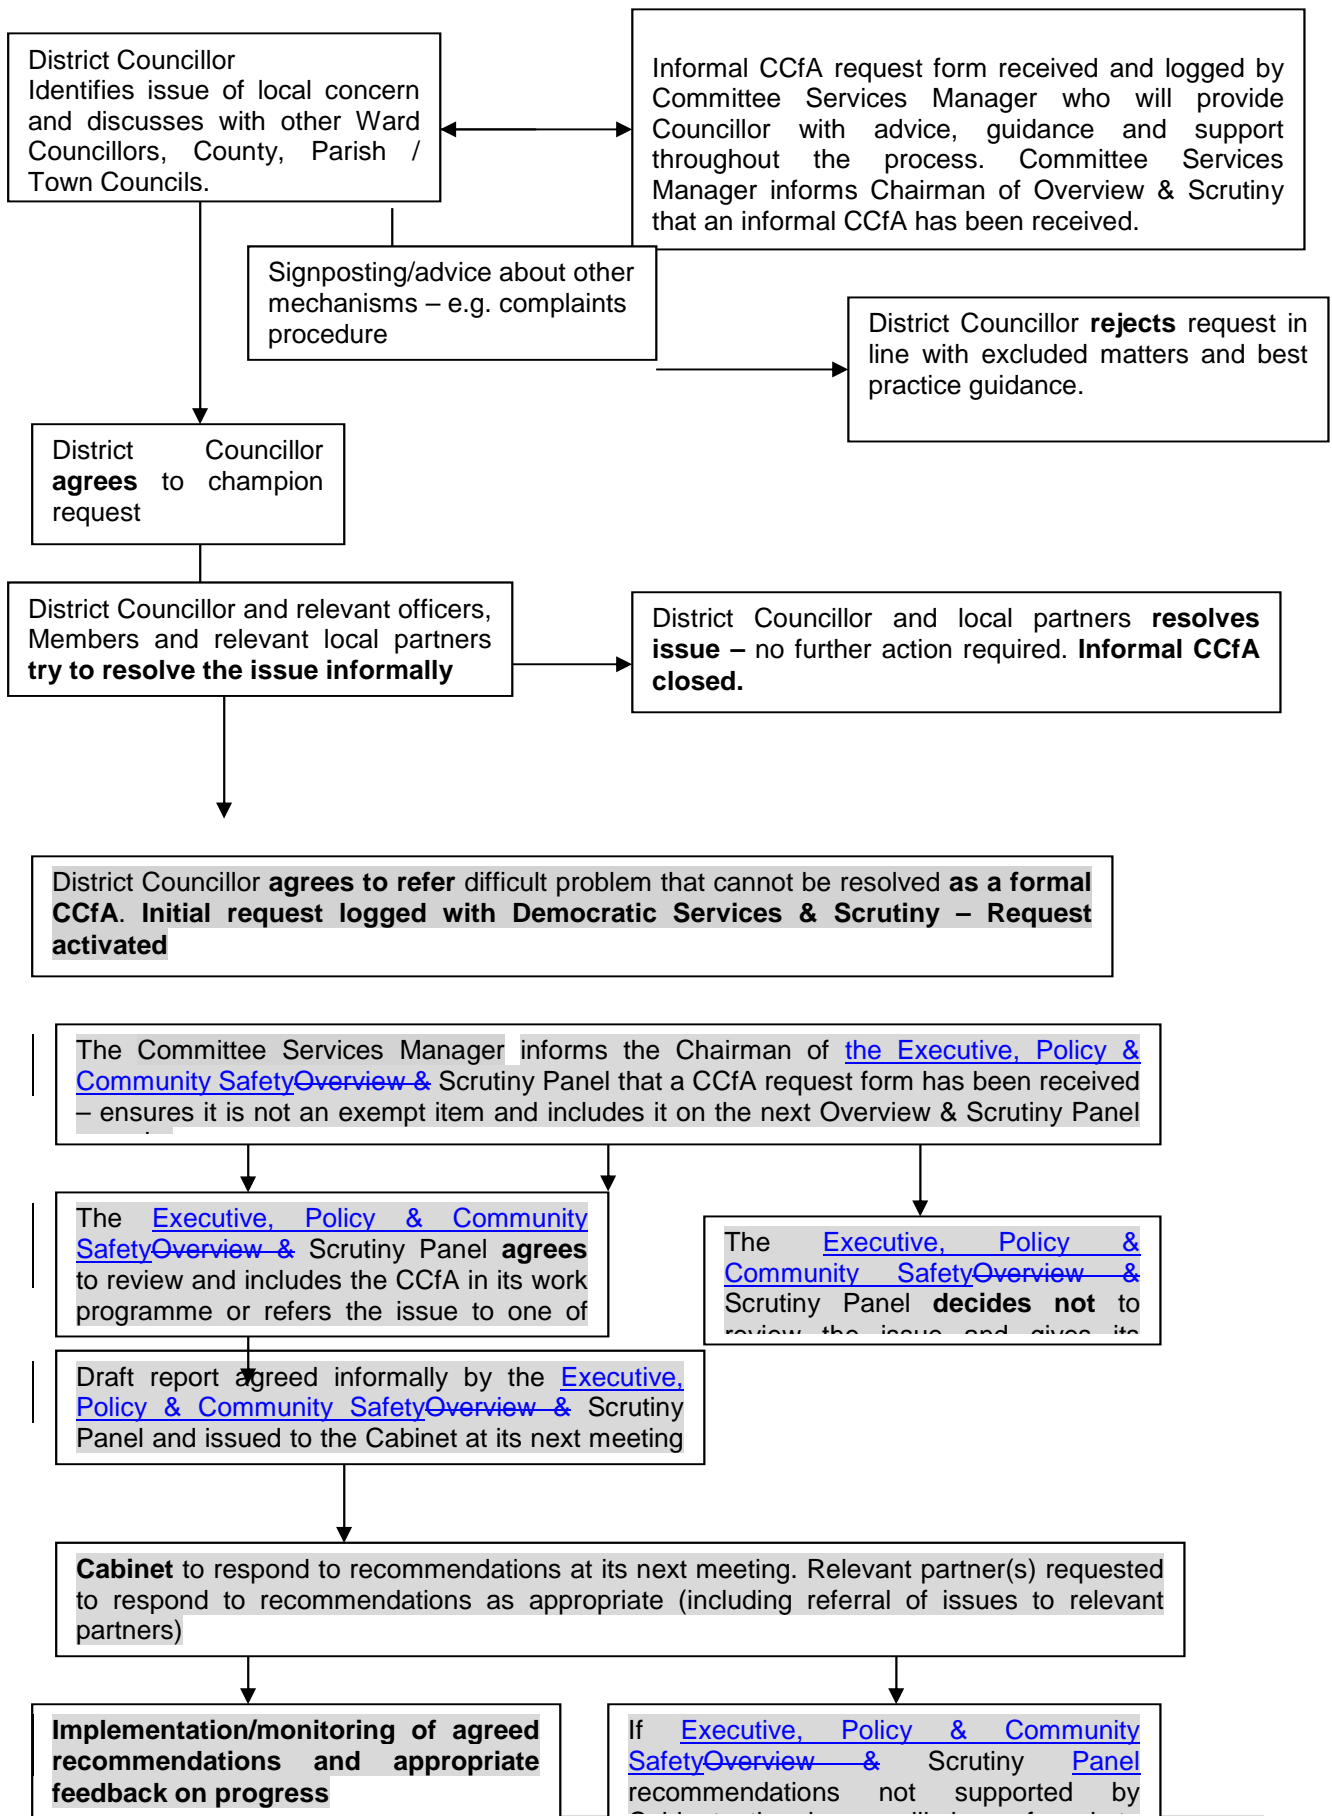 District Councillor
Identifies issue of local concern
and discusses with other Ward
Councillors, County, Parish /
Town Councils.
Informal CCfA request form received and logged by
Committee Services Manager who will provide
Councillor with advice, guidance and support
throughout the process. Committee Services
Manager informs Chairman of Overview & Scrutiny
that an informal CCfA has been received.
Signposting/advice about other
mechanisms – e.g. complaints
procedure
District Councillor rejects request in
line with excluded matters and best
practice guidance.
District Councillor
agrees to champion
request
District Councillor and relevant officers,
Members and relevant local partners
try to resolve the issue informally
District Councillor and local partners resolves
issue – no further action required. Informal CCfA
closed.
District Councillor agrees to refer difficult problem that cannot be resolved as a formal
CCfA. Initial request logged with Democratic Services & Scrutiny – Request
activated
The Committee Services Manager informs the Chairman of the Executive, Policy &
Community SafetyOverview & Scrutiny Panel that a CCfA request form has been received
– ensures it is not an exempt item and includes it on the next Overview & Scrutiny Panel
The Executive, Policy & Community
SafetyOverview & Scrutiny Panel agrees
to review and includes the CCfA in its work
programme or refers the issue to one of
The Executive, Policy &
Community SafetyOverview &
Scrutiny Panel decides not to
review the issue and gives its
Draft report agreed informally by the Executive,
Policy & Community SafetyOverview & Scrutiny
Panel and issued to the Cabinet at its next meeting
Cabinet to respond to recommendations at its next meeting. Relevant partner(s) requested
to respond to recommendations as appropriate (including referral of issues to relevant
partners)
Implementation/monitoring of agreed
recommendations and appropriate
feedback on progress
If Executive, Policy & Community
SafetyOverview & Scrutiny Panel
recommendations not supported by